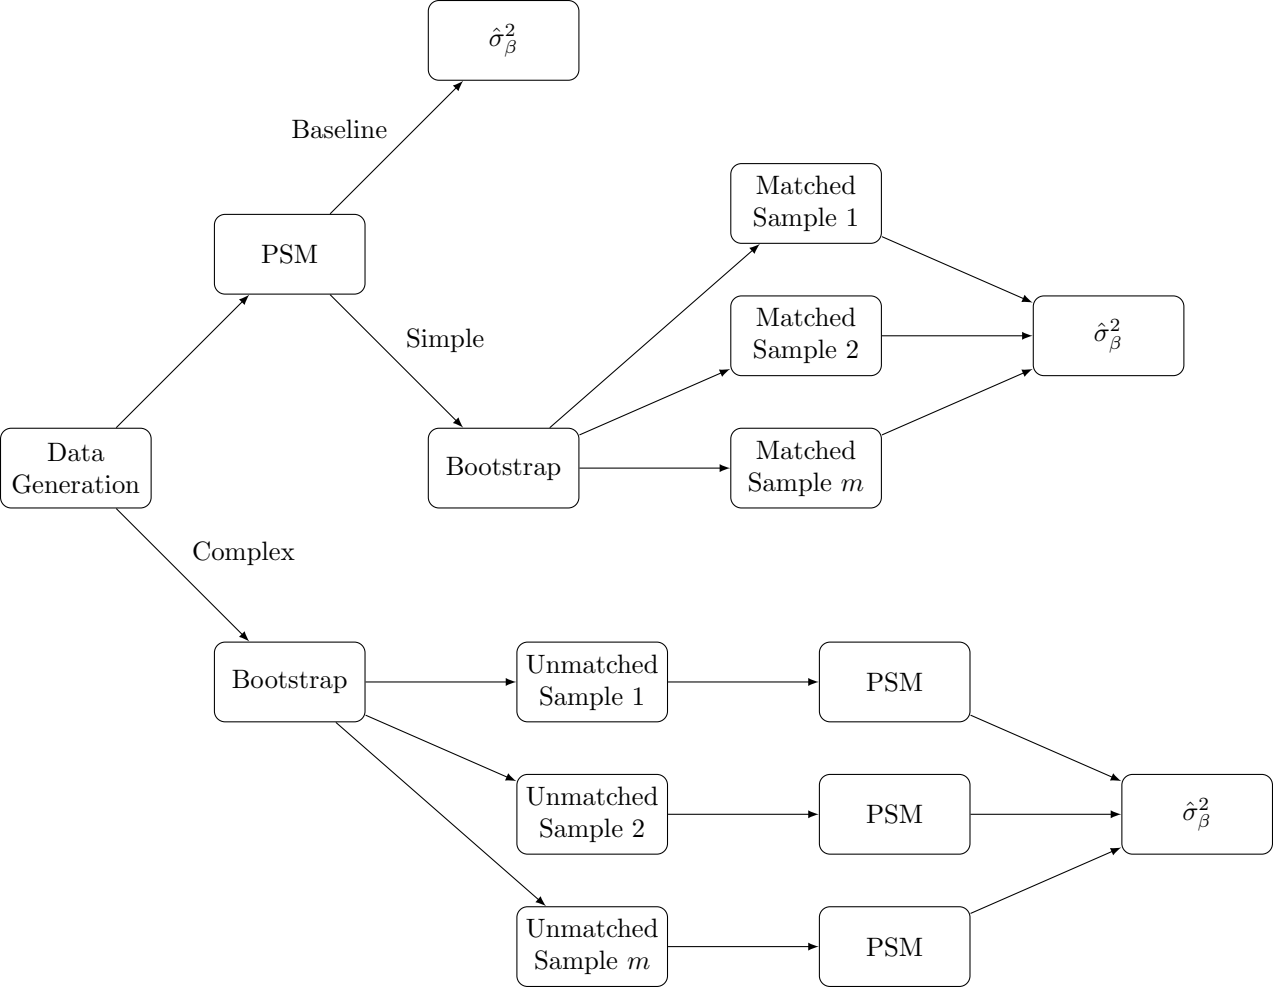 σ̂²_β
Baseline
Matched
Sample 1
PSM
Matched
Sample 2
σ̂²_β
Simple
Data
Generation
Bootstrap
Matched
Sample m
Complex
Bootstrap
Unmatched
Sample 1
PSM
Unmatched
Sample 2
PSM
σ̂²_β
Unmatched
Sample m
PSM